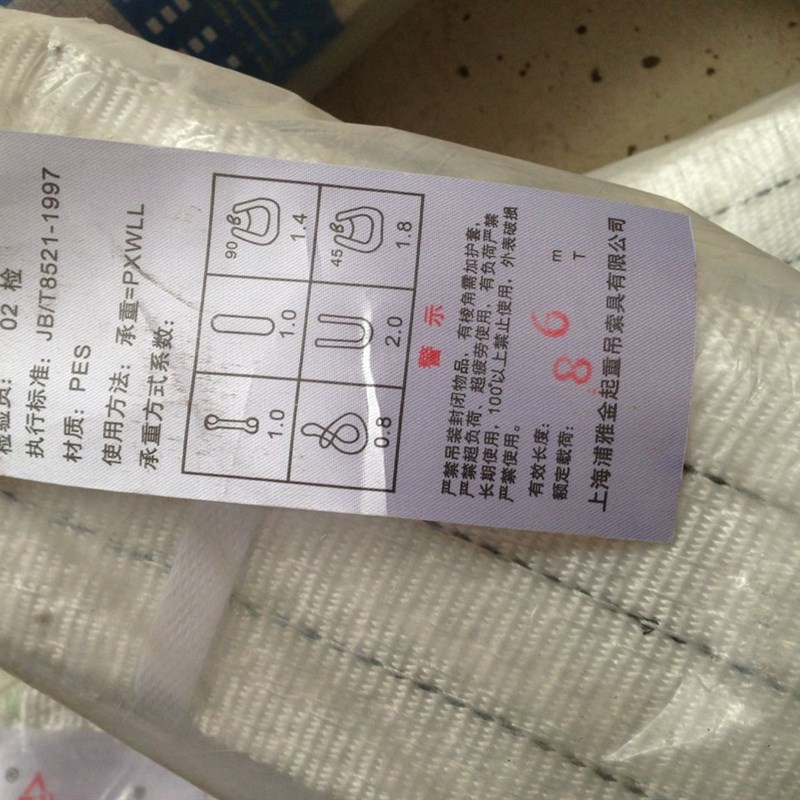 检验员: 02 检
执行标准: JB/T8521-1997
材质: PES
使用方法: 承重=PXWLL
承重方式系数:
1.0 1.0 90 β 1.4
0.8 2.0 45 β 1.8
警 示
严禁吊装封闭物品，有棱角需加护套，
严禁超负荷、超疲劳使用，有负荷严禁
长期使用，100°以上禁止使用，外表破损
严禁使用。
有效长度: 6 m
额定载荷: 8 T
上海浦雅金起重吊索具有限公司
®